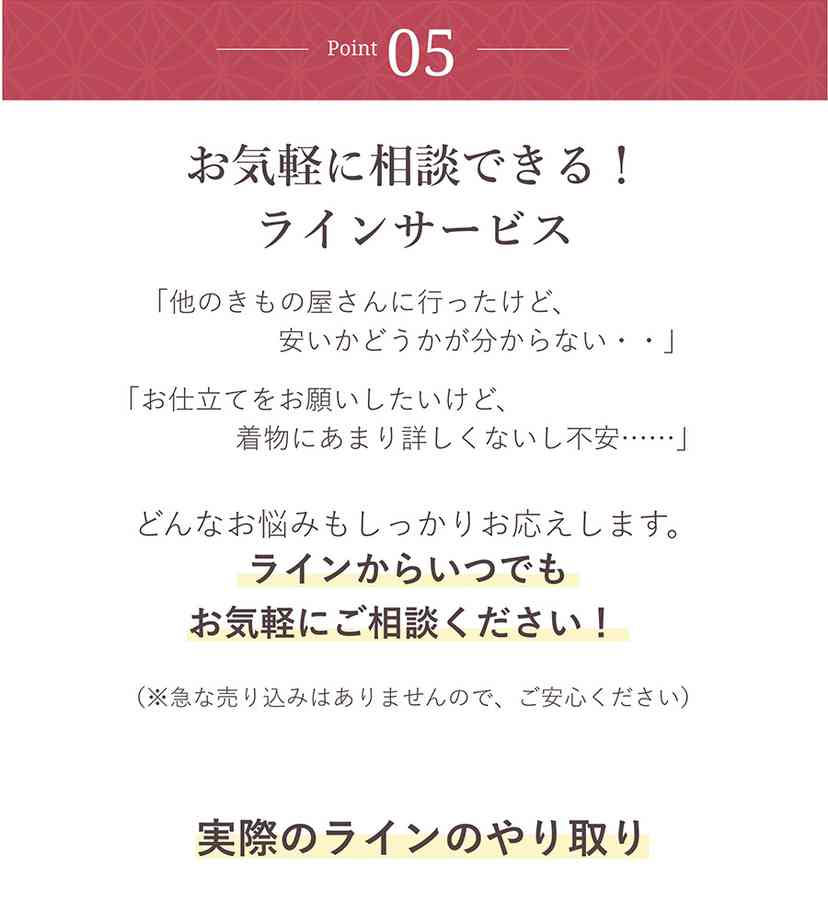 Point 05
お気軽に相談できる！
ラインサービス
「他のきもの屋さんに行ったけど、
安いかどうかが分からない・・」
「お仕立てをお願いしたいけど、
着物にあまり詳しくないし不安……」
どんなお悩みもしっかりお応えします。
ラインからいつでも
お気軽にご相談ください！
（※急な売り込みはありませんので、ご安心ください）
実際のラインのやり取り